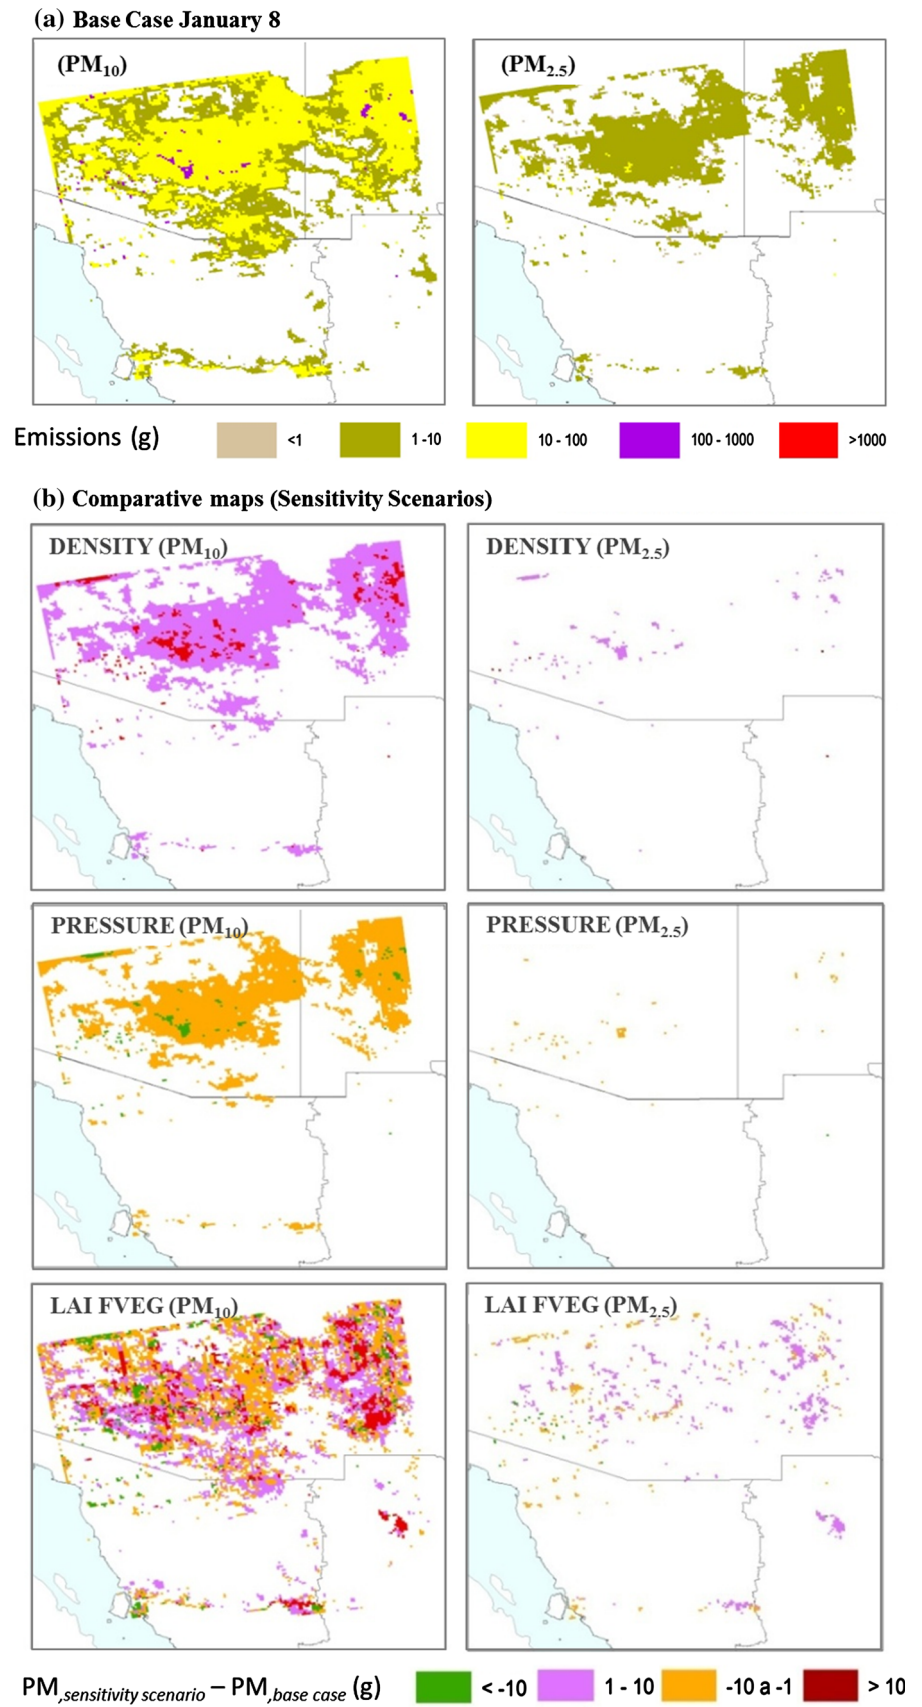 (a) Base Case January 8
(PM10) (PM2.5)
Emissions (g) <1 1 -10 10 - 100 100 - 1000 >1000
(b) Comparative maps (Sensitivity Scenarios)
DENSITY (PM10) DENSITY (PM2.5)
PRESSURE (PM10) PRESSURE (PM2.5)
LAI FVEG (PM10) LAI FVEG (PM2.5)
PM,sensitivity scenario – PM,base case (g) < -10 1 - 10 -10 a -1 > 10